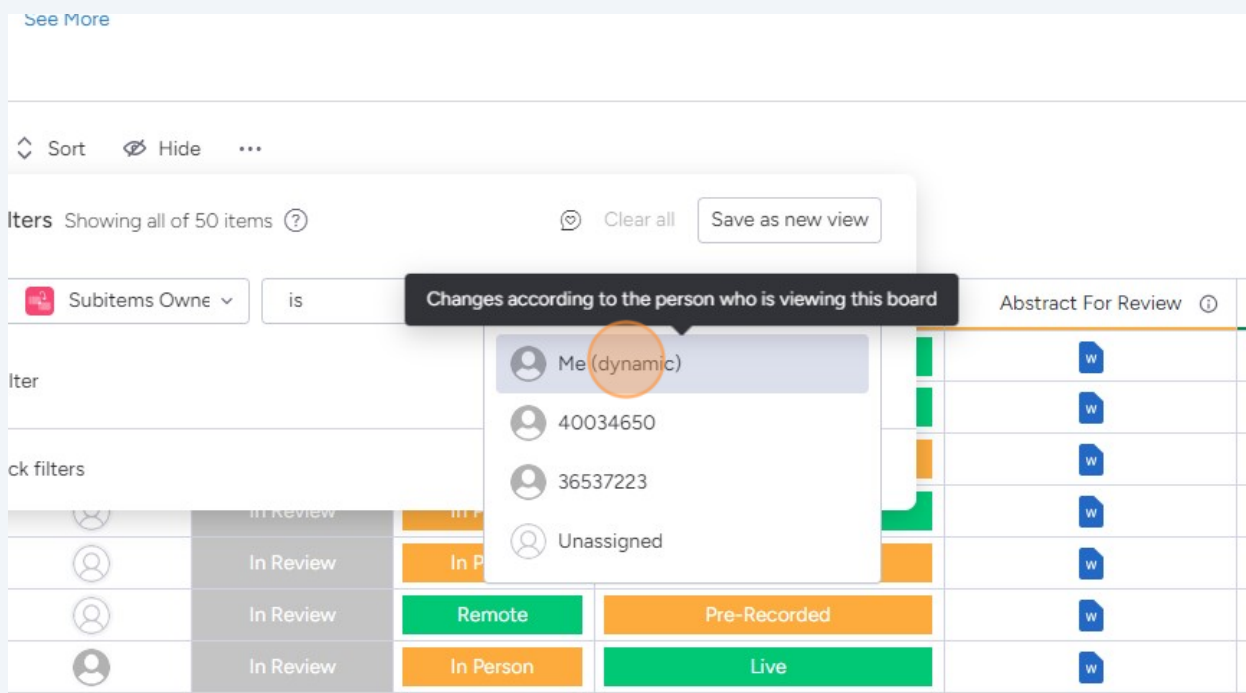 See More
Sort Hide ...
lters Showing all of 50 items ? Clear all Save as new view
Subitems Owne is
Changes according to the person who is viewing this board
Abstract For Review
Me (dynamic)
40034650
36537223
Unassigned
lter
ck filters
In Review In P
In Review In P
In Review Remote Pre-Recorded
In Review In Person Live
W
W
W
W
W
W
W